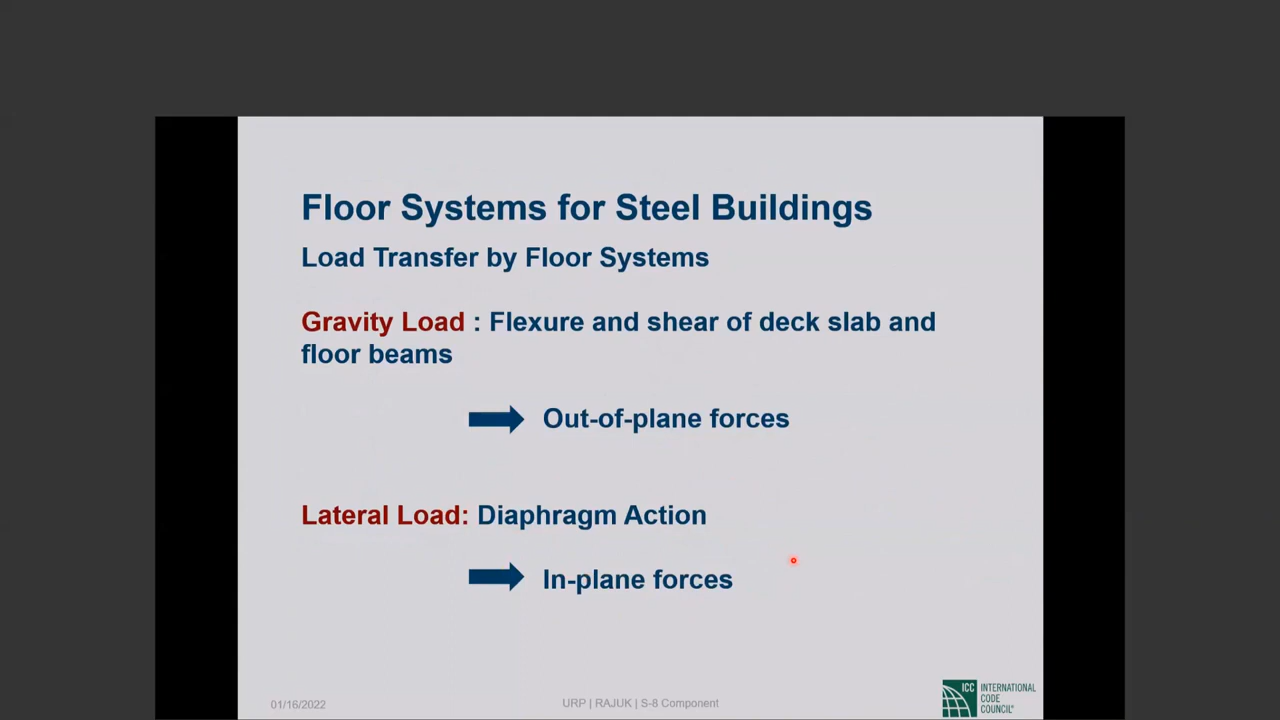 Floor Systems for Steel Buildings
Load Transfer by Floor Systems
Gravity Load : Flexure and shear of deck slab and
floor beams
Out-of-plane forces
Lateral Load: Diaphragm Action
In-plane forces
01/16/2022
URP | RAJUK | S-8 Component
ICC
INTERNATIONAL
CODE
COUNCIL®